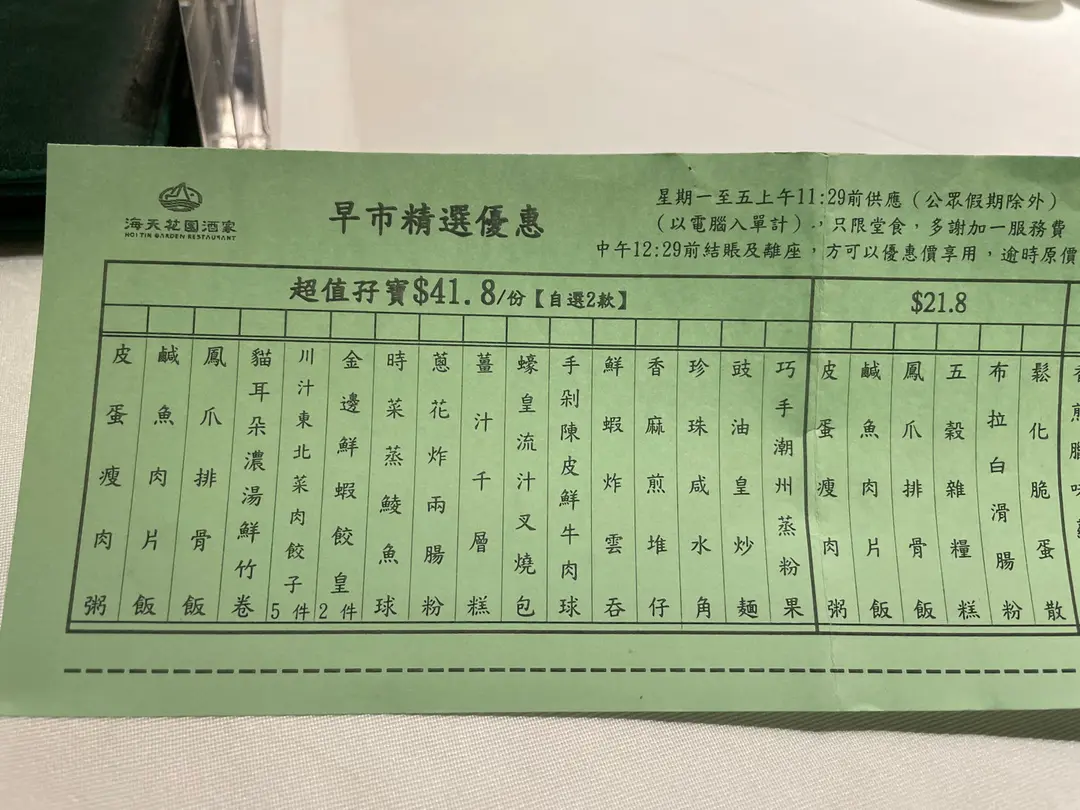 海天花園酒家
HOI TIN GARDEN RESTAURANT
早市精選優惠
星期一至五上午11:29前供應（公眾假期除外）
（以電腦入單計），只限堂食，多謝加一服務費
中午12:29前結賬及離座，方可以優惠價享用，逾時原價
超值孖寶$41.8/份【自選2款】
皮蛋瘦肉粥
鹹魚肉片飯
鳳爪排骨飯
貓耳朵濃湯鮮竹卷
川汁東北菜肉餃子5件
金邊鮮蝦餃皇2件
時菜蒸鯪魚球
蔥花炸兩腸粉
薑汁千層糕
蠔皇流汁叉燒包
手剁陳皮鮮牛肉球
鮮蝦炸雲吞
香麻煎堆仔
珍珠咸水角
豉油皇炒麵
巧手潮州蒸粉果
$21.8
皮蛋瘦肉粥
鹹魚肉片飯
鳳爪排骨飯
五穀雜糧糕
布拉白滑腸粉
鬆化脆蛋散